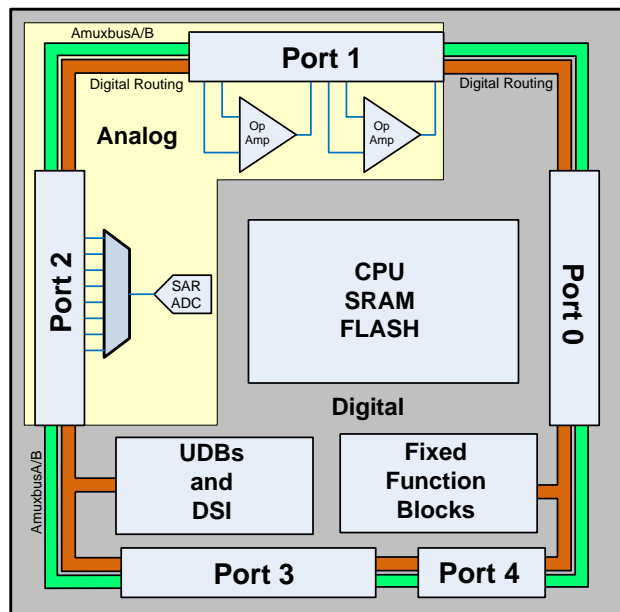 AmuxbusA/B
Port 1
Digital Routing
Digital Routing
Analog
Op
Amp
Op
Amp
Port 2
SAR
ADC
CPU
SRAM
FLASH
Port 0
Digital
AmuxbusA/B
UDBs
and
DSI
Fixed
Function
Blocks
Port 3
Port 4